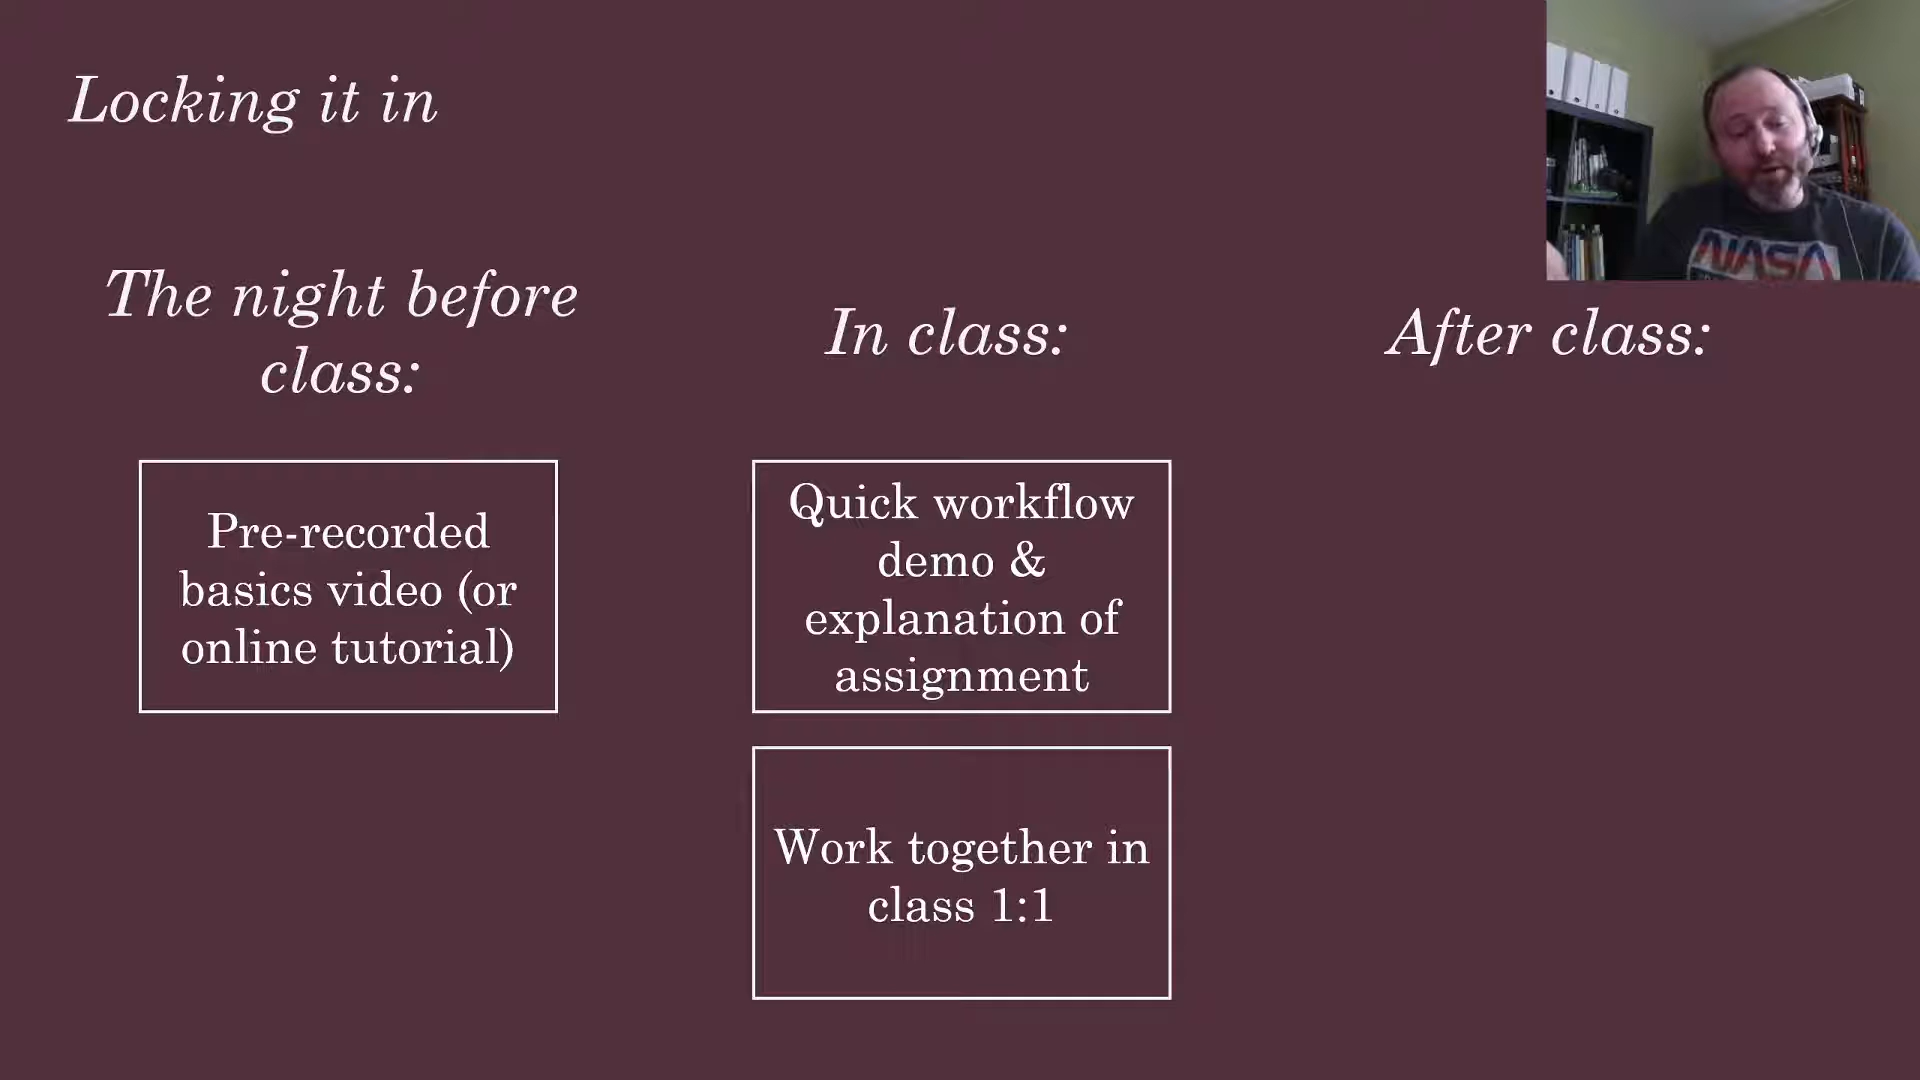 Locking it in
NASA
The night before
class:
In class:
After class:
Pre-recorded
basics video (or
online tutorial)
Quick workflow
demo &
explanation of
assignment
Work together in
class 1:1